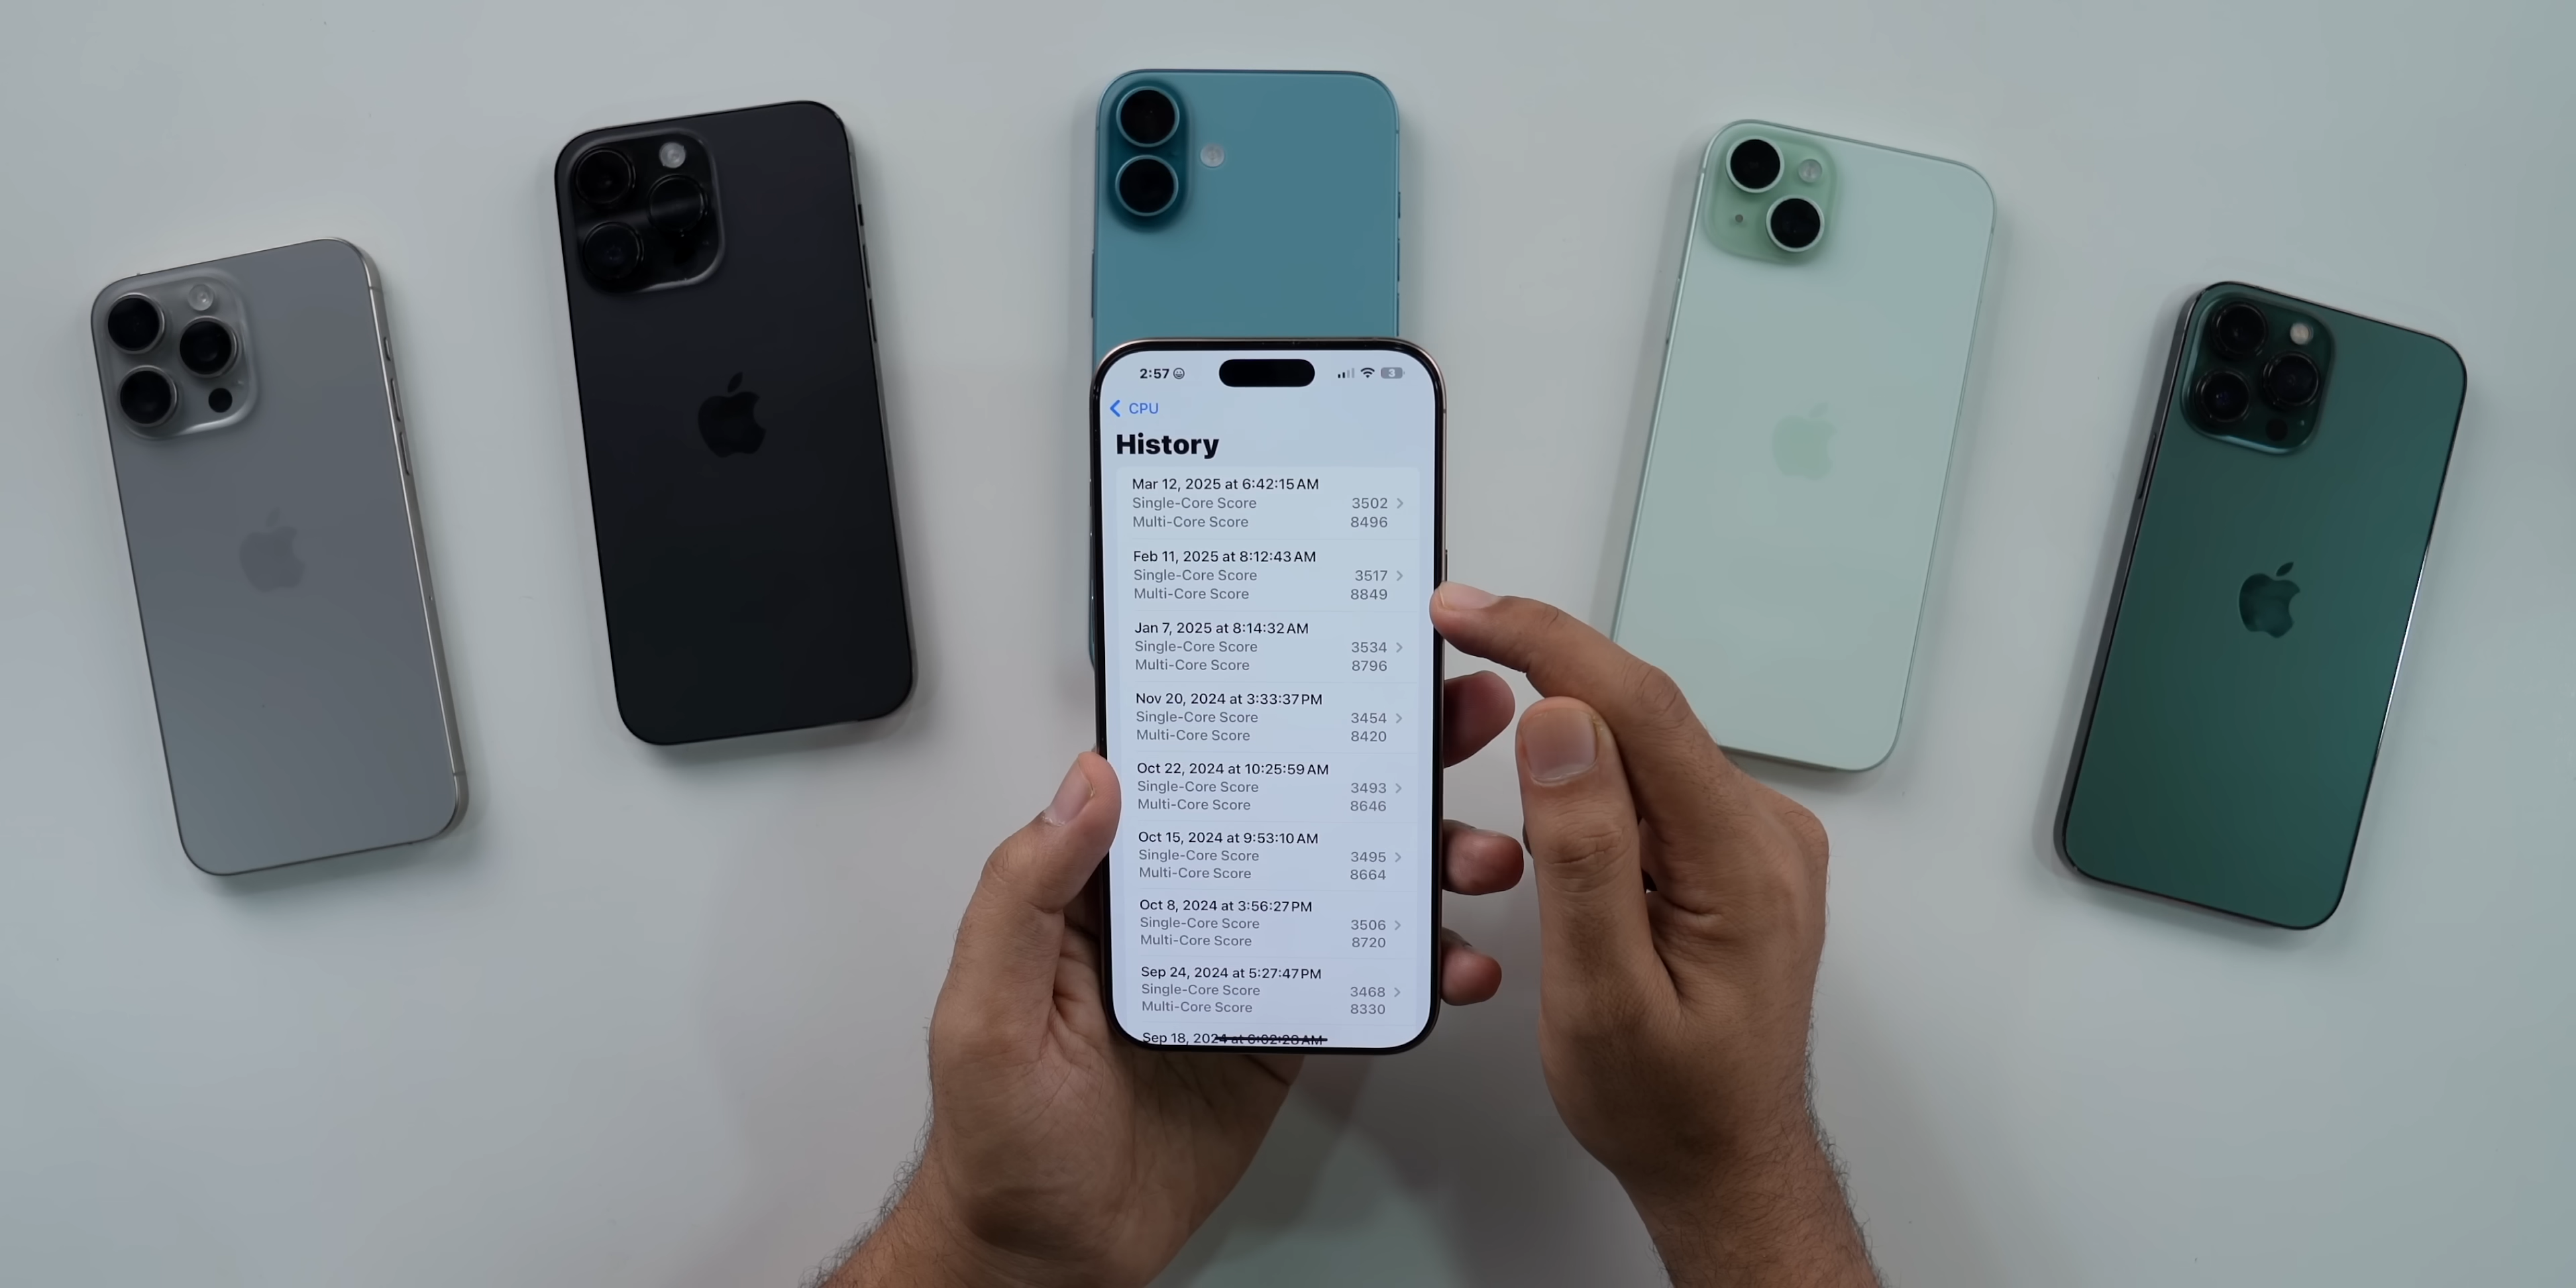 2:57
3
CPU
History
Mar 12, 2025 at 6:42:15 AM
Single-Core Score 3502
Multi-Core Score 8496
Feb 11, 2025 at 8:12:43 AM
Single-Core Score 3517
Multi-Core Score 8849
Jan 7, 2025 at 8:14:32 AM
Single-Core Score 3534
Multi-Core Score 8796
Nov 20, 2024 at 3:33:37 PM
Single-Core Score 3454
Multi-Core Score 8420
Oct 22, 2024 at 10:25:59 AM
Single-Core Score 3493
Multi-Core Score 8646
Oct 15, 2024 at 9:53:10 AM
Single-Core Score 3495
Multi-Core Score 8664
Oct 8, 2024 at 3:56:27 PM
Single-Core Score 3506
Multi-Core Score 8720
Sep 24, 2024 at 5:27:47 PM
Single-Core Score 3468
Multi-Core Score 8330
Sep 18, 2024 at AM